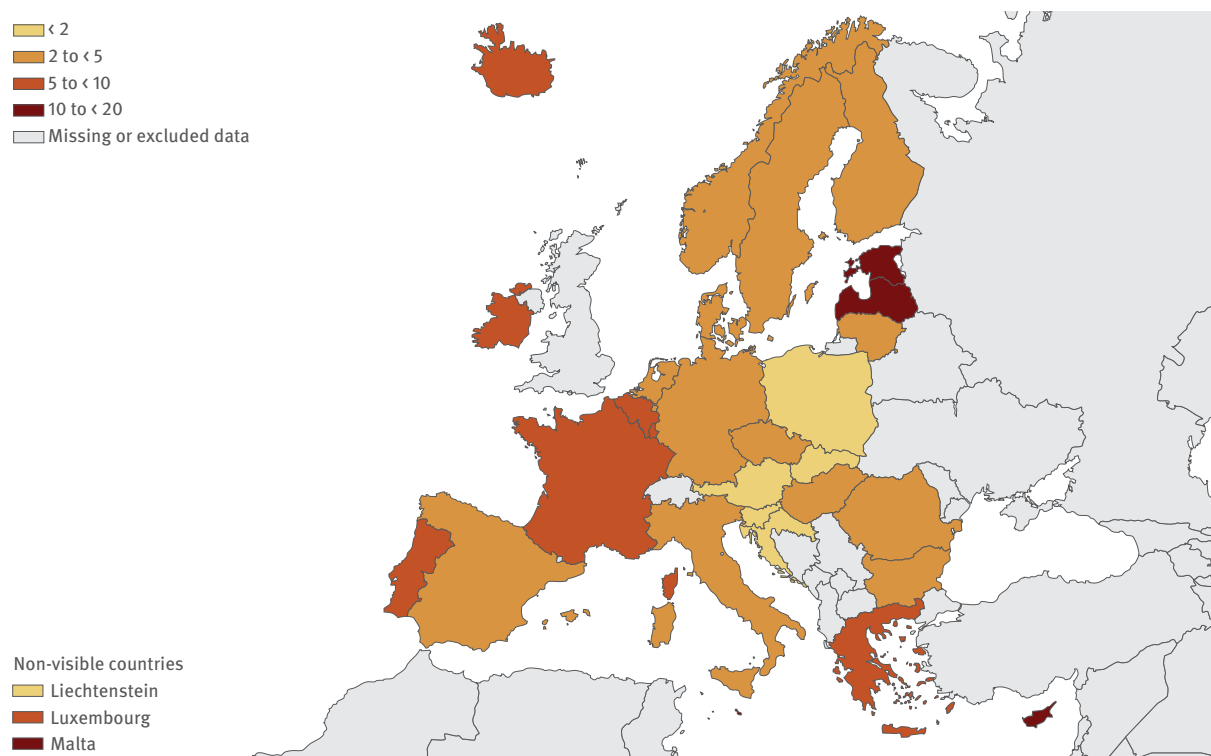 < 2
2 to < 5
5 to < 10
10 to < 20
Missing or excluded data
Non-visible countries
Liechtenstein
Luxembourg
Malta